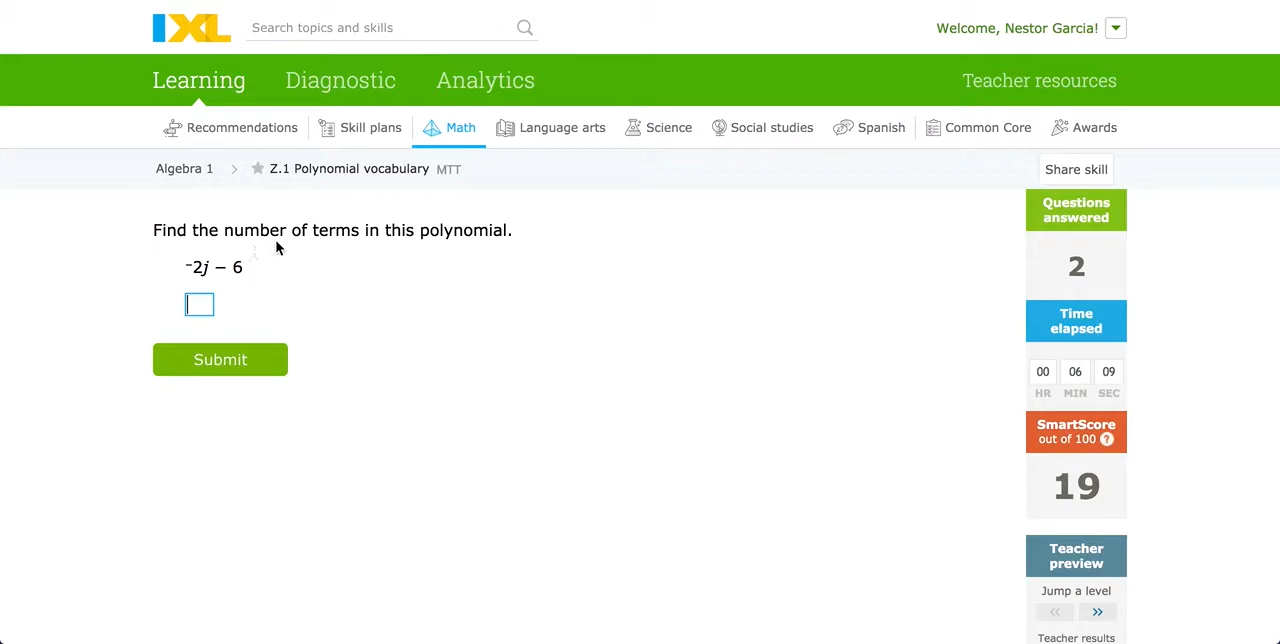 IXL Search topics and skills Welcome, Nestor Garcia!
Learning Diagnostic Analytics Teacher resources
Recommendations Skill plans Math Language arts Science Social studies Spanish Common Core Awards
Algebra 1 > Z.1 Polynomial vocabulary MTT Share skill
Find the number of terms in this polynomial.
⁻2j − 6
Submit
Questions
answered
2
Time
elapsed
00 06 09
HR MIN SEC
SmartScore
out of 100 ?
19
Teacher
preview
Jump a level
<< >>
Teacher results